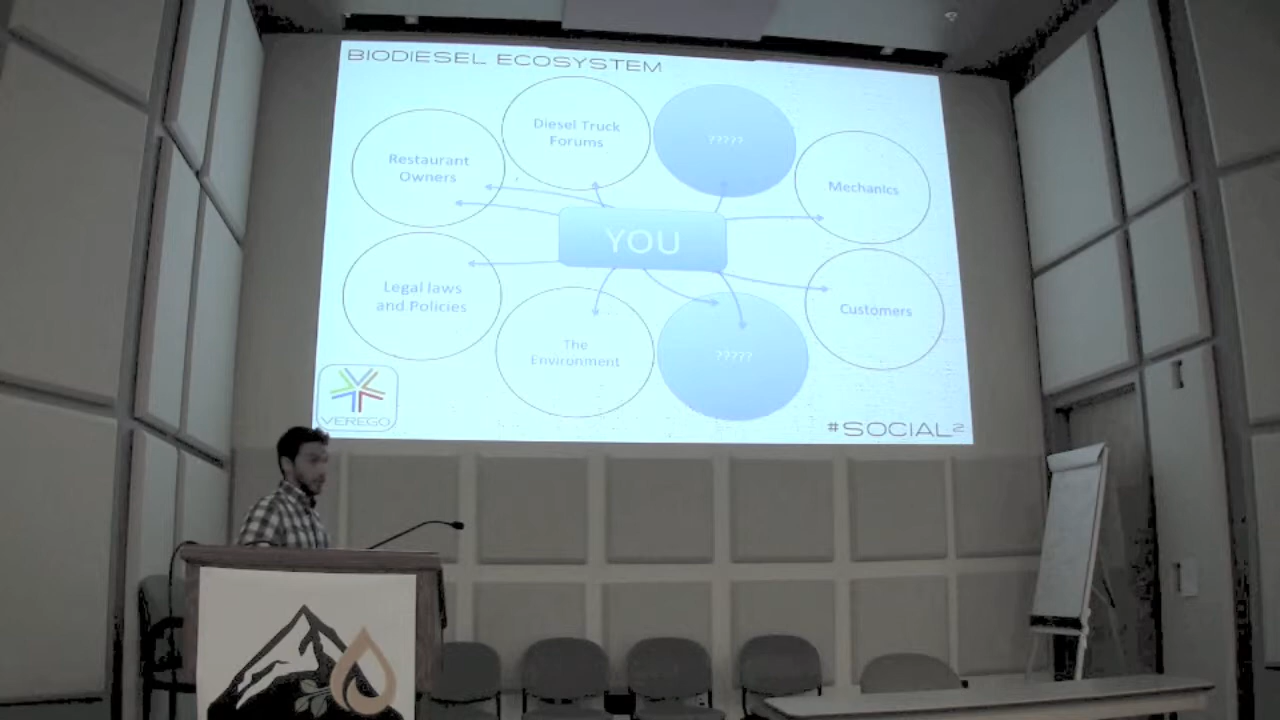 BIODIESEL ECOSYSTEM
Diesel Truck
Forums
?????
Restaurant
Owners
Mechanics
YOU
Legal laws
and Policies
Customers
The
Environment
?????
VEREGO
#SOCIAL²